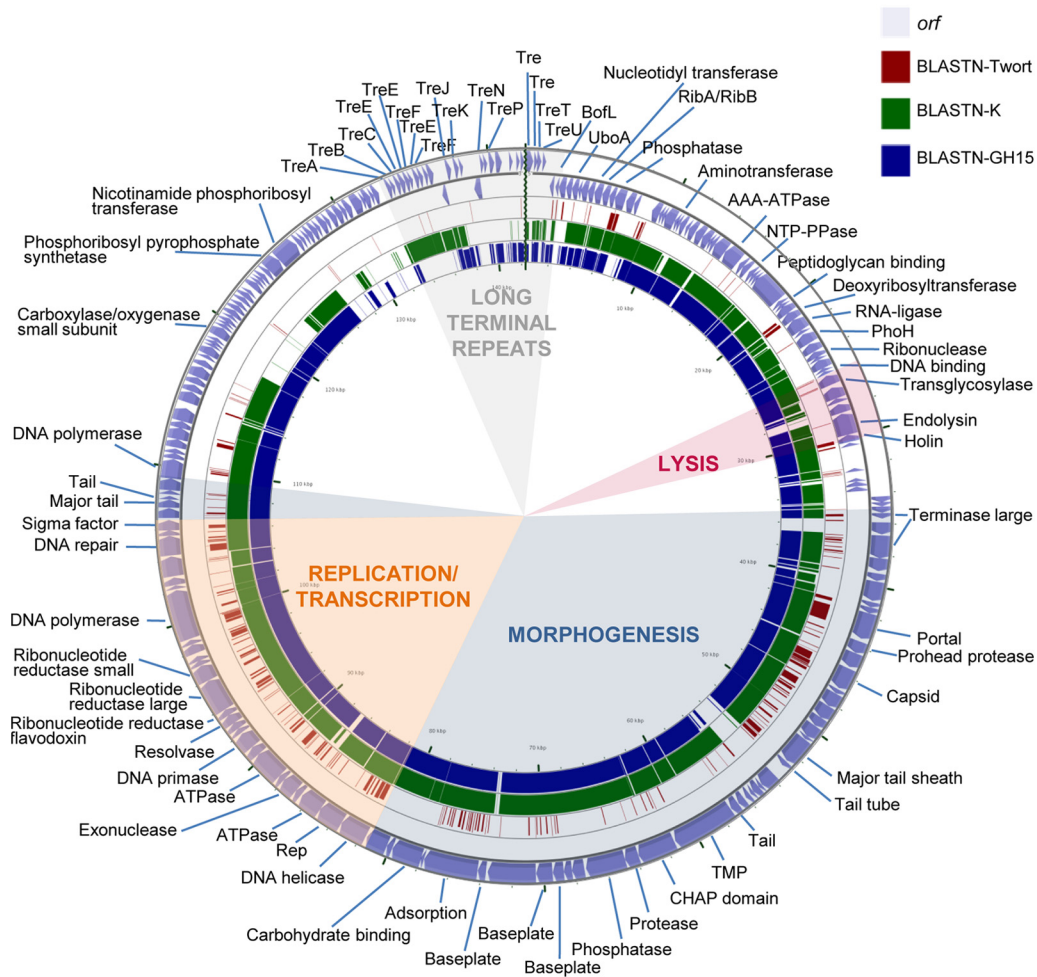 orf
BLASTN-Twort
BLASTN-K
BLASTN-GH15
Tre
Tre
TreT
TreU
BofL
UboA
Nucleotidyl transferase
RibA/RibB
Phosphatase
Aminotransferase
AAA-ATPase
NTP-PPase
Peptidoglycan binding
Deoxyribosyltransferase
RNA-ligase
PhoH
Ribonuclease
DNA binding
Transglycosylase
Endolysin
Holin
Terminase large
Portal
Prohead protease
Capsid
Major tail sheath
Tail tube
Tail
TMP
CHAP domain
Protease
Phosphatase
Baseplate
Baseplate
Baseplate
Adsorption
Carbohydrate binding
DNA helicase
Rep
ATPase
Exonuclease
ATPase
DNA primase
Resolvase
Ribonucleotide reductase
flavodoxin
Ribonucleotide
reductase large
Ribonucleotide
reductase small
DNA polymerase
DNA repair
Sigma factor
Major tail
Tail
DNA polymerase
Carboxylase/oxygenase
small subunit
Phosphoribosyl pyrophosphate
synthetase
Nicotinamide phosphoribosyl
transferase
TreA
TreB
TreC
TreE
TreE
TreF
TreE
TreF
TreJ
TreK
TreN
TreP
LONG
TERMINAL
REPEATS
LYSIS
MORPHOGENESIS
REPLICATION/
TRANSCRIPTION
10 kbp
20 kbp
30 kbp
40 kbp
50 kbp
60 kbp
70 kbp
80 kbp
90 kbp
100 kbp
110 kbp
120 kbp
130 kbp
140 kbp